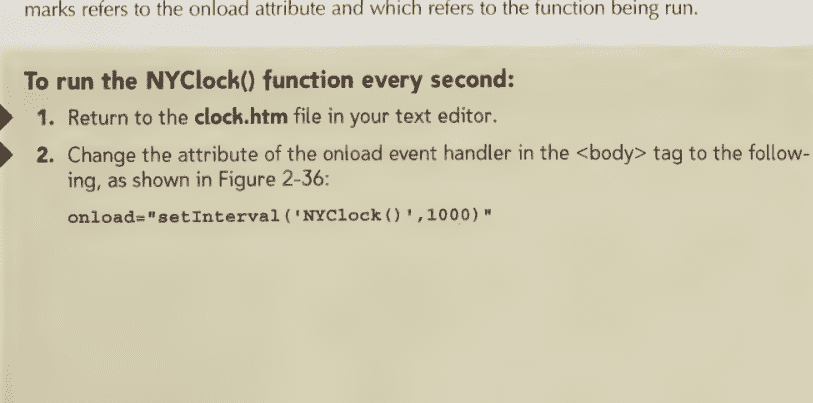 marks refers to the onload attribute and which refers to the function being run.
To run the NYClock() function every second:
1. Return to the clock.htm file in your text editor.
2. Change the attribute of the onload event handler in the <body> tag to the follow-
ing, as shown in Figure 2-36:
onload="setInterval('NYClock()',1000)"